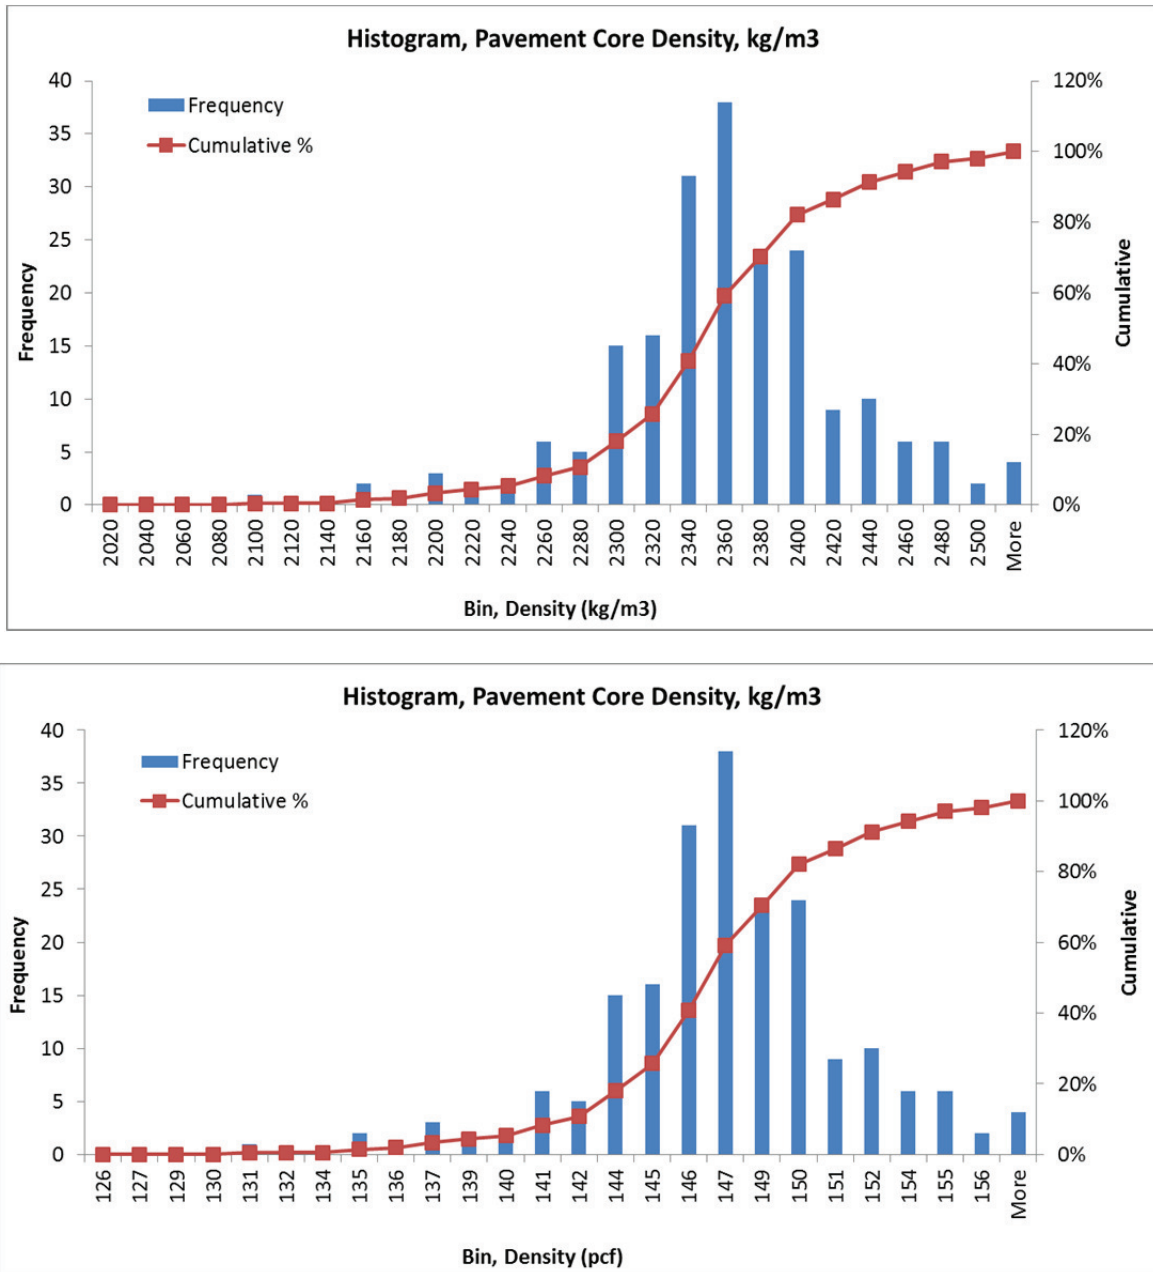 Histogram, Pavement Core Density, kg/m3
40 120%
Frequency
35 100%
Cumulative %
30
80%
25
20 60%
15
40%
10
20%
5
0 0%
Frequency
Cumulative
2020 2040 2060 2080 2100 2120 2140 2160 2180 2200 2220 2240 2260 2280 2300 2320 2340 2360 2380 2400 2420 2440 2460 2480 2500 More
Bin, Density (kg/m3)
Histogram, Pavement Core Density, kg/m3
40 120%
Frequency
35 100%
Cumulative %
30
80%
25
20 60%
15
40%
10
20%
5
0 0%
Frequency
Cumulative
126 127 129 130 131 132 134 135 136 137 139 140 141 142 144 145 146 147 149 150 151 152 154 155 156 More
Bin, Density (pcf)